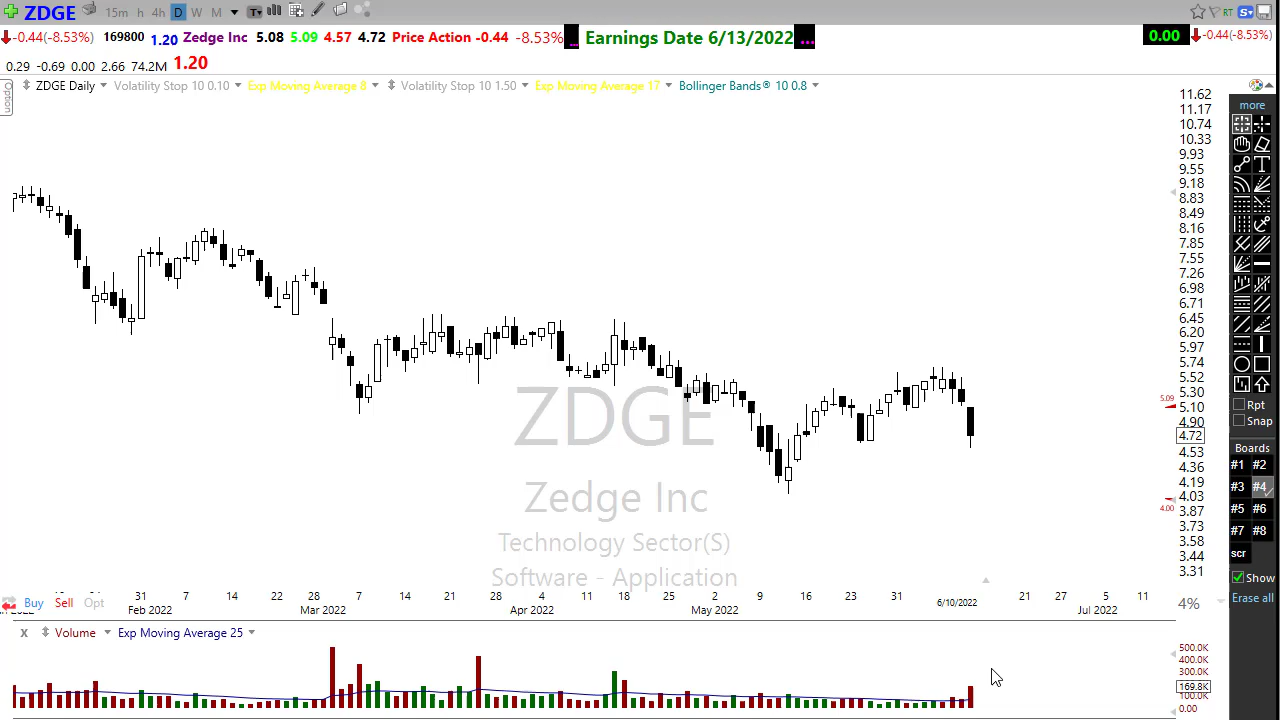 ZDGE 15m h 4h D W M T RT S
-0.44(-8.53%) 169800 1.20 Zedge Inc 5.08 5.09 4.57 4.72 Price Action -0.44 -8.53% ... Earnings Date 6/13/2022 ... 0.00 -0.44(-8.53%)
0.29 -0.69 0.00 2.66 74.2M 1.20
Option
ZDGE Daily Volatility Stop 10 0.10 Exp Moving Average 8 Volatility Stop 10 1.50 Exp Moving Average 17 Bollinger Bands® 10 0.8
11.62
11.17
10.74
10.33
9.93
9.55
9.18
8.83
8.49
8.16
7.85
7.55
7.26
6.98
6.71
6.45
6.20
5.97
5.74
5.52
5.30
5.09
5.10
4.90
4.72
4.53
4.36
4.19
4.03
4.00
3.87
3.73
3.58
3.44
3.31
ZDGE
Zedge Inc
Technology Sector(S)
Software - Application
more
Rpt
Snap
Boards
#1 #2
#3 #4
#5 #6
#7 #8
scr
Show
Erase all
31 7 14 22 28 7 14 21 28 4 11 18 25 2 9 16 23 31 6/10/2022 21 27 5 11
Feb 2022 Mar 2022 Apr 2022 May 2022 Jul 2022
Buy Sell Opt
4%
x Volume Exp Moving Average 25
500.0K
400.0K
300.0K
169.8K
100.0K
0.00